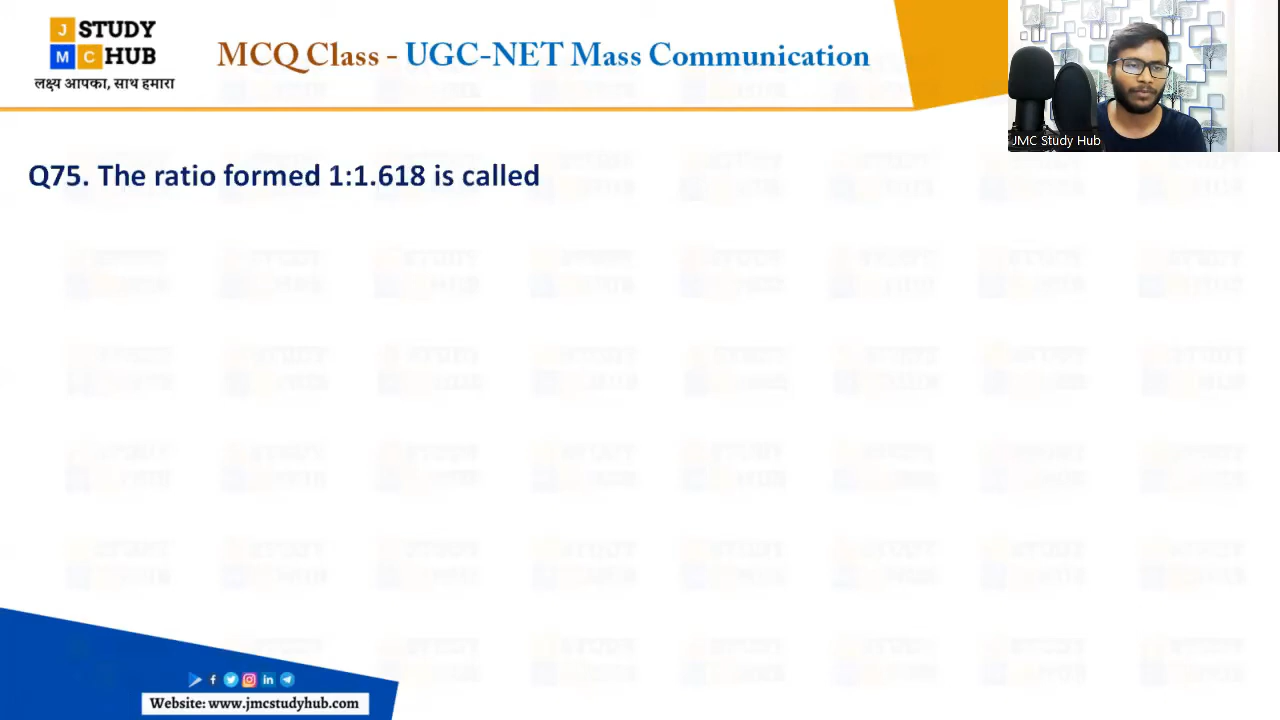 J STUDY
M C HUB
लक्ष्य आपका, साथ हमारा
MCQ Class - UGC-NET Mass Communication
JMC Study Hub
Q75. The ratio formed 1:1.618 is called
Website: www.jmcstudyhub.com